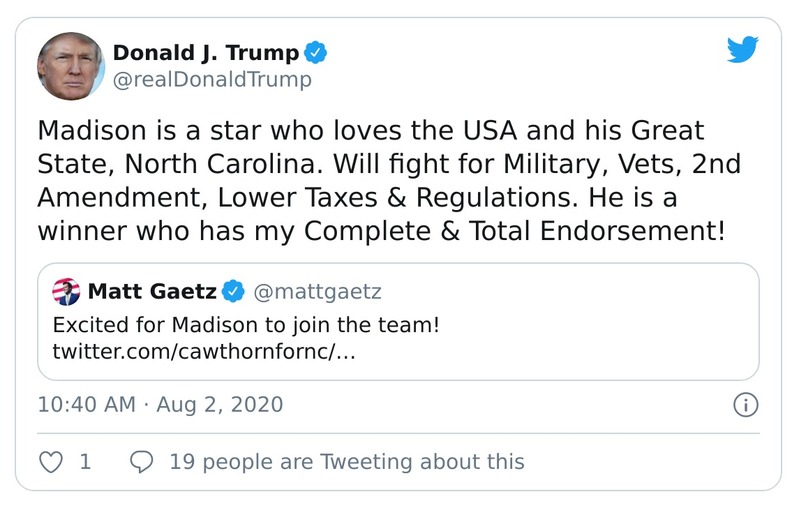 Donald J. Trump
@realDonaldTrump
Madison is a star who loves the USA and his Great
State, North Carolina. Will fight for Military, Vets, 2nd
Amendment, Lower Taxes & Regulations. He is a
winner who has my Complete & Total Endorsement!
Matt Gaetz @mattgaetz
Excited for Madison to join the team!
twitter.com/cawthornfornc/…
10:40 AM · Aug 2, 2020
1 19 people are Tweeting about this